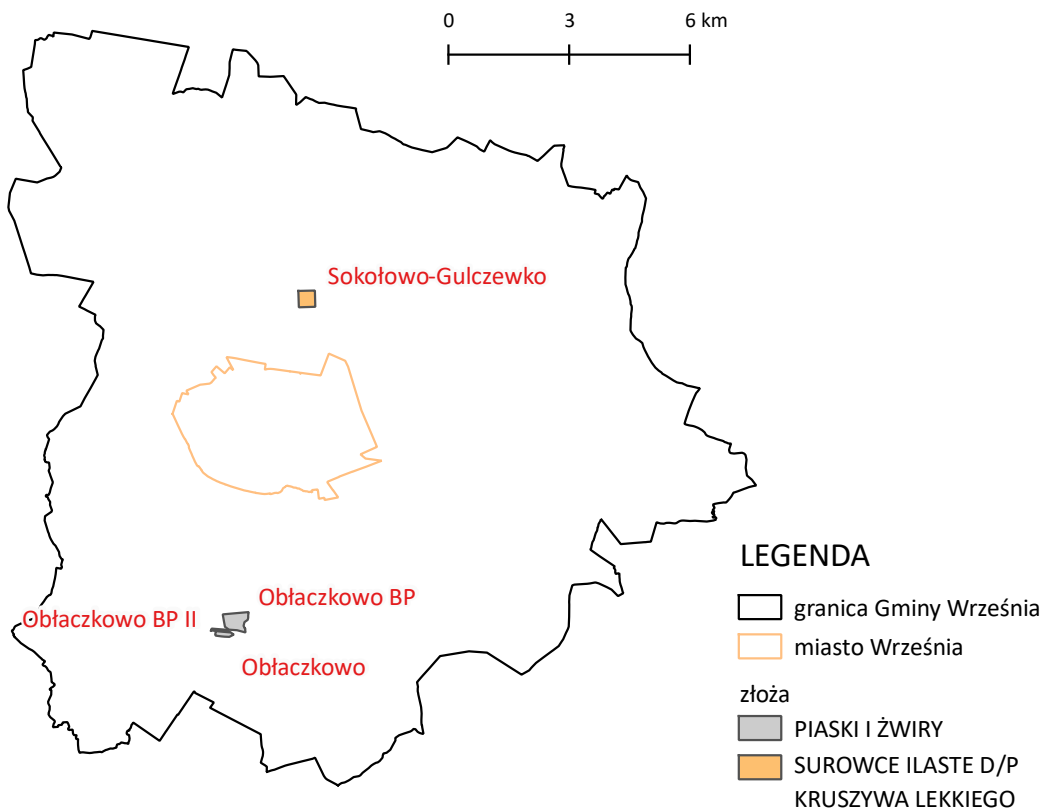 0 3 6 km
Sokołowo-Gulczewko
Obłaczkowo BP
Obłaczkowo BP II
Obłaczkowo
LEGENDA
granica Gminy Wreśnia
miasto Września
złoża
PIASKI I ŻWIRY
SUROWCE ILASTE D/P
KRUSZYWA LEKKIEGO